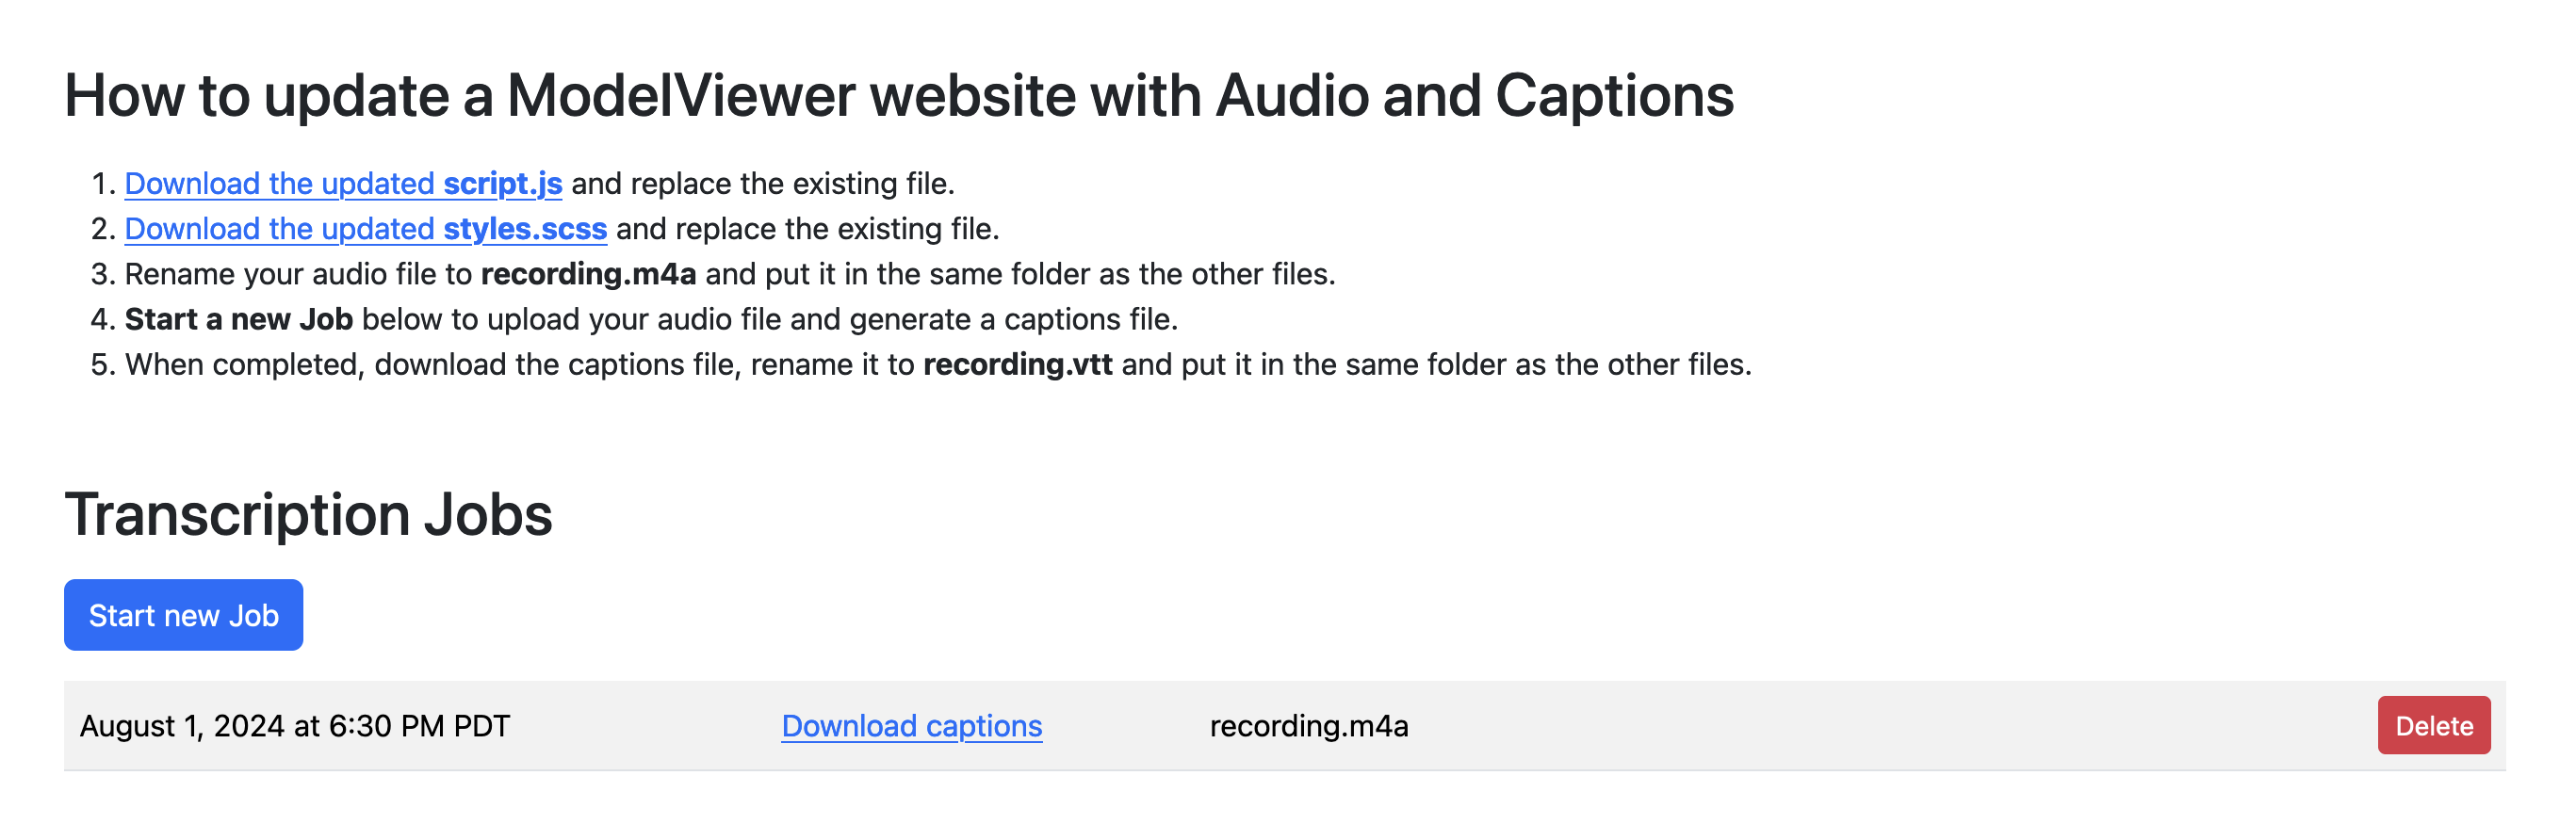 How to update a ModelViewer website with Audio and Captions
1. Download the updated script.js and replace the existing file.
2. Download the updated styles.scss and replace the existing file.
3. Rename your audio file to recording.m4a and put it in the same folder as the other files.
4. Start a new Job below to upload your audio file and generate a captions file.
5. When completed, download the captions file, rename it to recording.vtt and put it in the same folder as the other files.
Transcription Jobs
Start new Job
August 1, 2024 at 6:30 PM PDT Download captions recording.m4a Delete